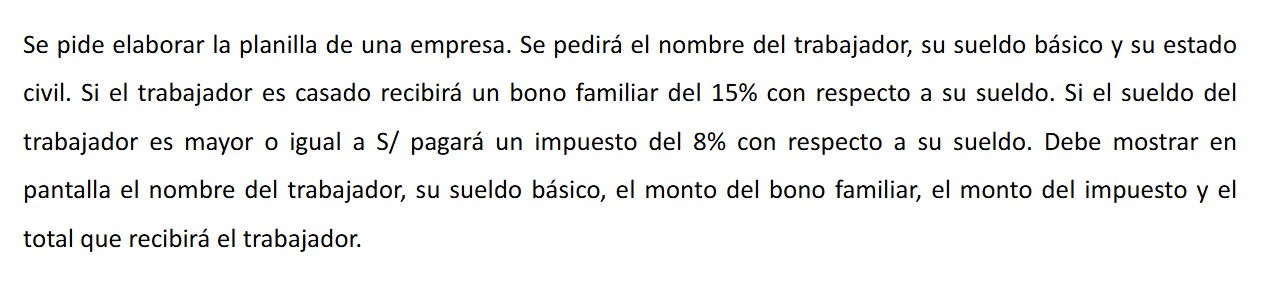 Se pide elaborar la planilla de una empresa. Se pedirá el nombre del trabajador, su sueldo básico y su estado
civil. Si el trabajador es casado recibirá un bono familiar del 15% con respecto a su sueldo. Si el sueldo del
trabajador es mayor o igual a S/ pagará un impuesto del 8% con respecto a su sueldo. Debe mostrar en
pantalla el nombre del trabajador, su sueldo básico, el monto del bono familiar, el monto del impuesto y el
total que recibirá el trabajador.